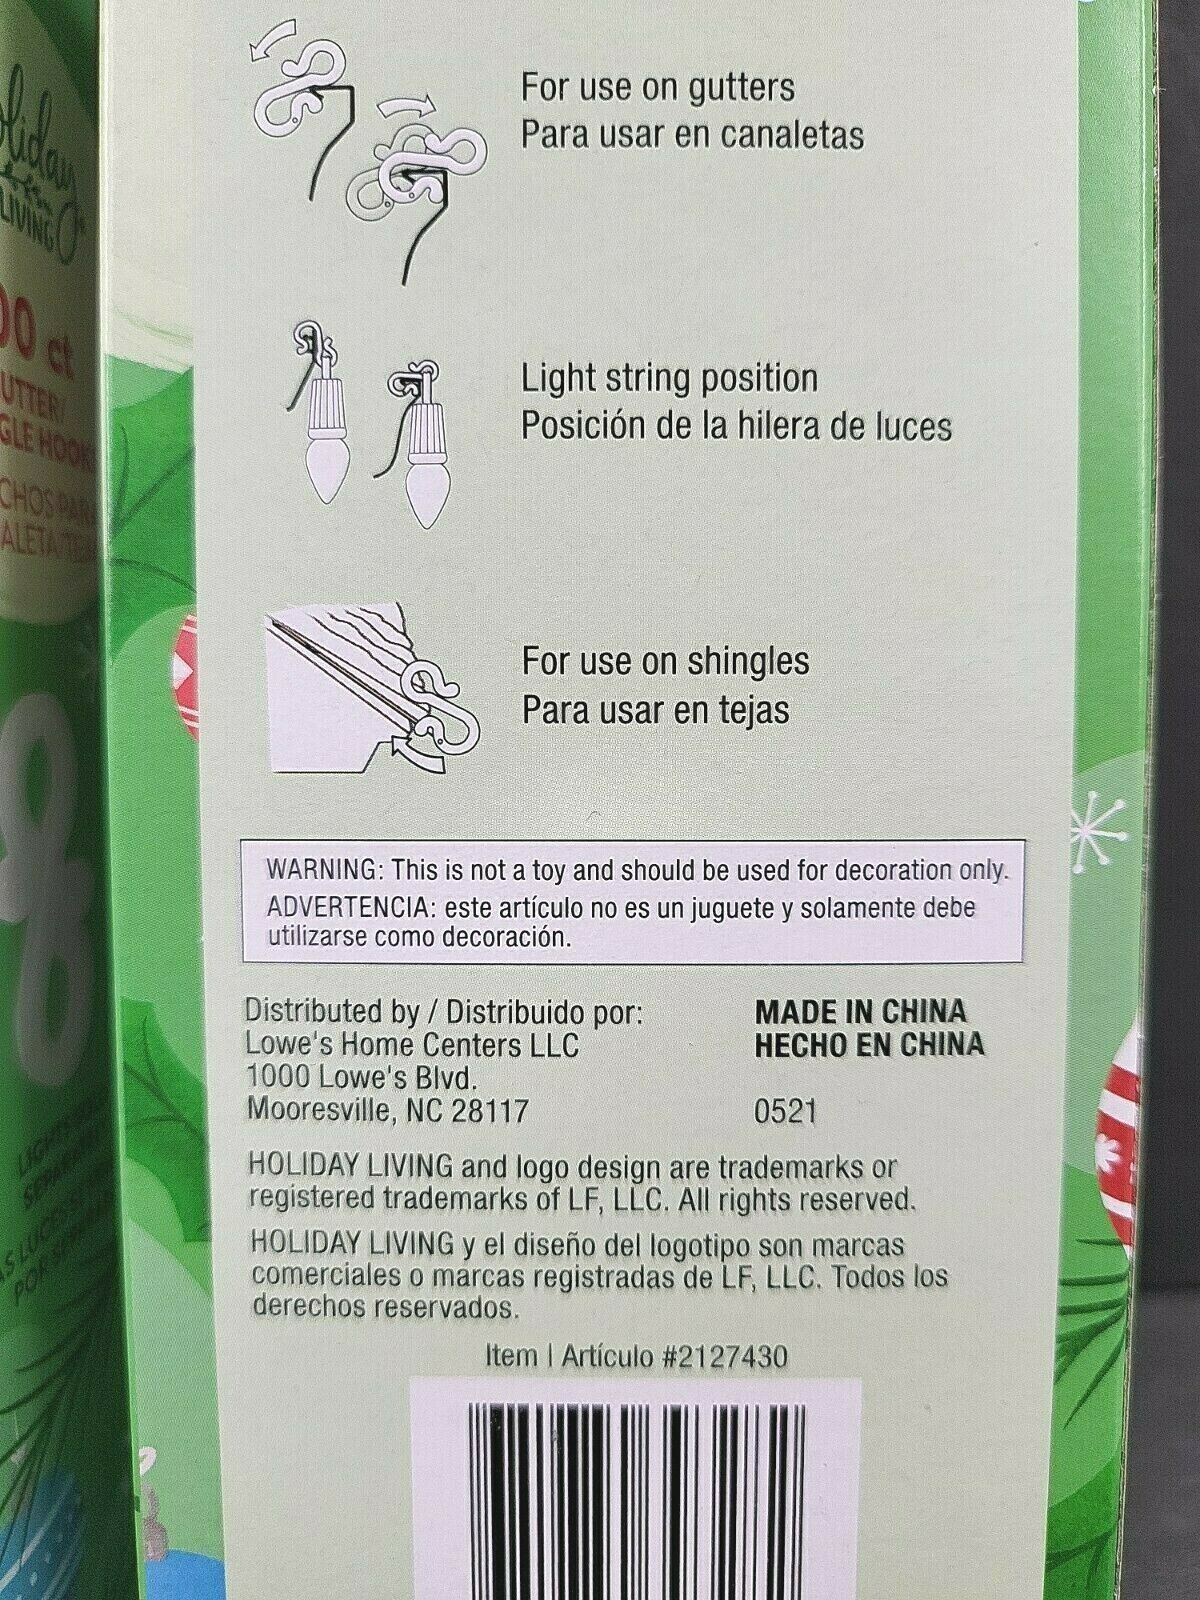 For use on gutters
Para usar en canaletas
Light string position
Posición de la hilera de luces
For use on shingles
Para usar en tejas
WARNING: This is not a toy and should be used for decoration only.
ADVERTENCIA: este artículo no es un juguete y solamente debe
utilizarse como decoración.
Distributed by / Distribuido por:
Lowe's Home Centers LLC
1000 Lowe's Blvd.
Mooresville, NC 28117
MADE IN CHINA
HECHO EN CHINA
0521
HOLIDAY LIVING and logo design are trademarks or
registered trademarks of LF, LLC. All rights reserved.
HOLIDAY LIVING y el diseño del logotipo son marcas
comerciales o marcas registradas de LF, LLC. Todos los
derechos reservados.
Item | Artículo #2127430
LIVING
ct